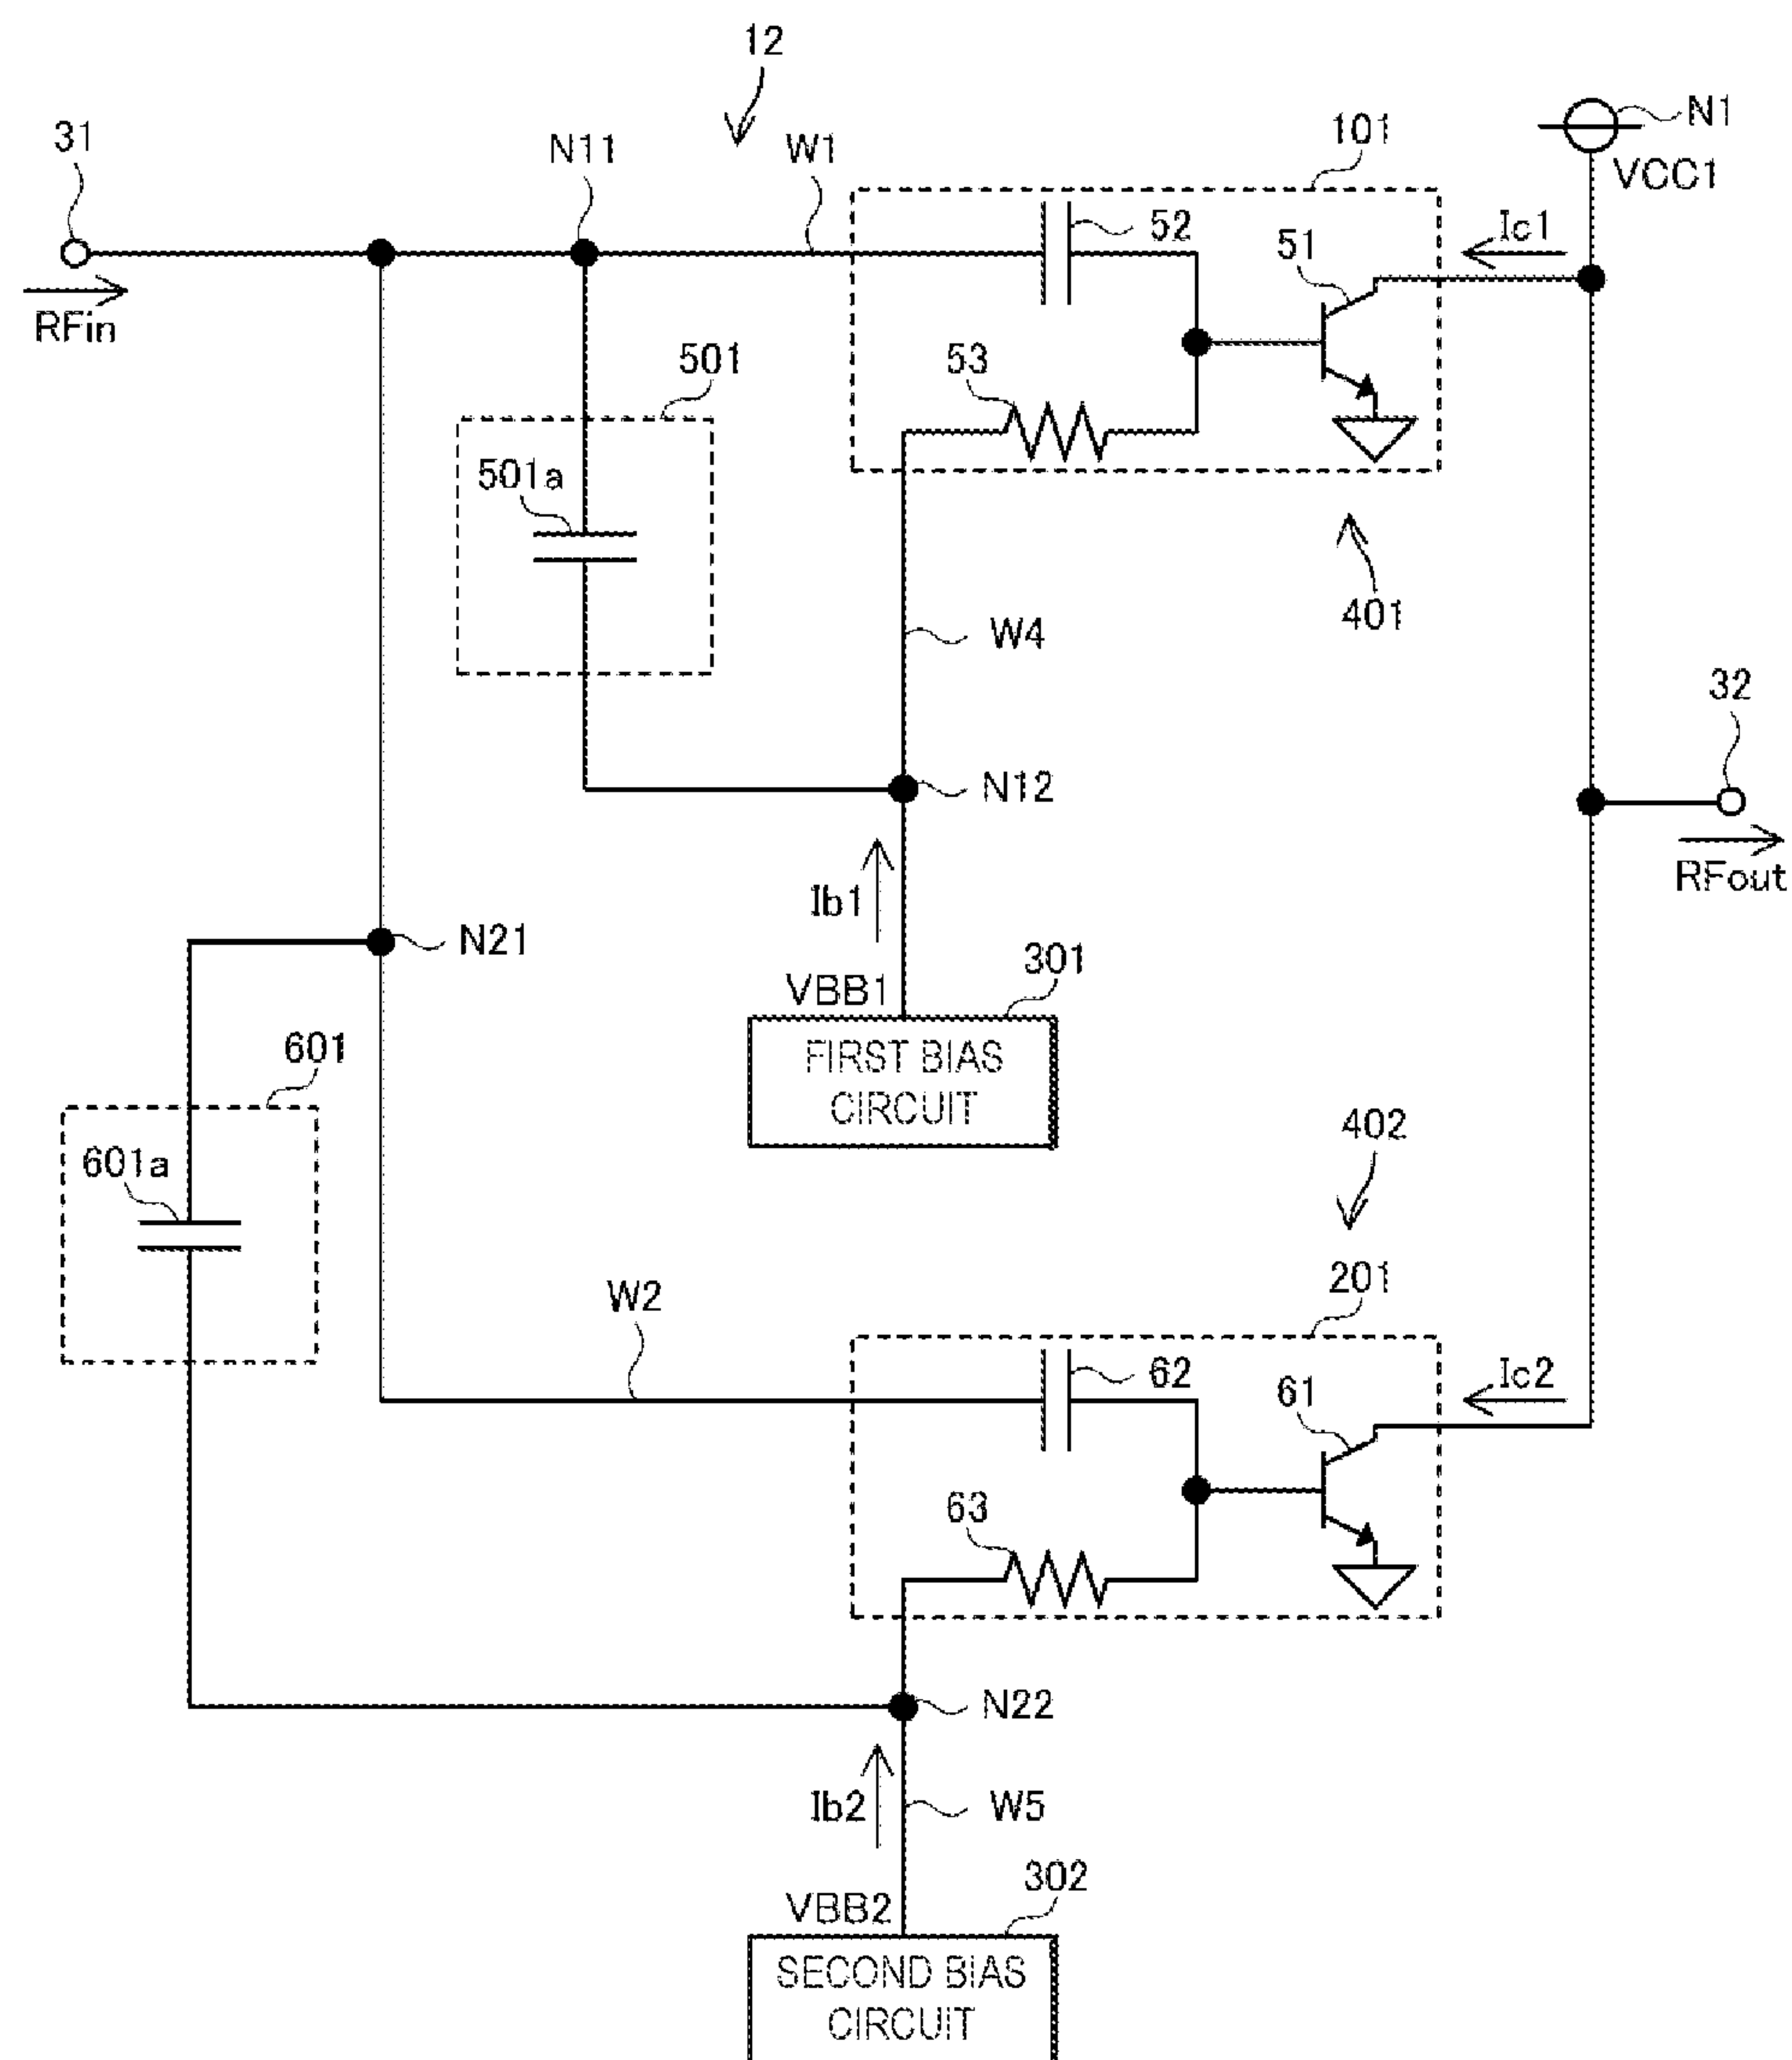 12
31
N11
W1
101
N1
VCC1
52
51
Ic1
RFin
53
501
501a
401
W4
32
N12
Ib1
RFout
N21
VBB1
301
FIRST BIAS
CIRCUIT
601
402
601a
201
W2
62
61
Ic2
63
N22
Ib2
W5
VBB2
302
SECOND BIAS
CIRCUIT